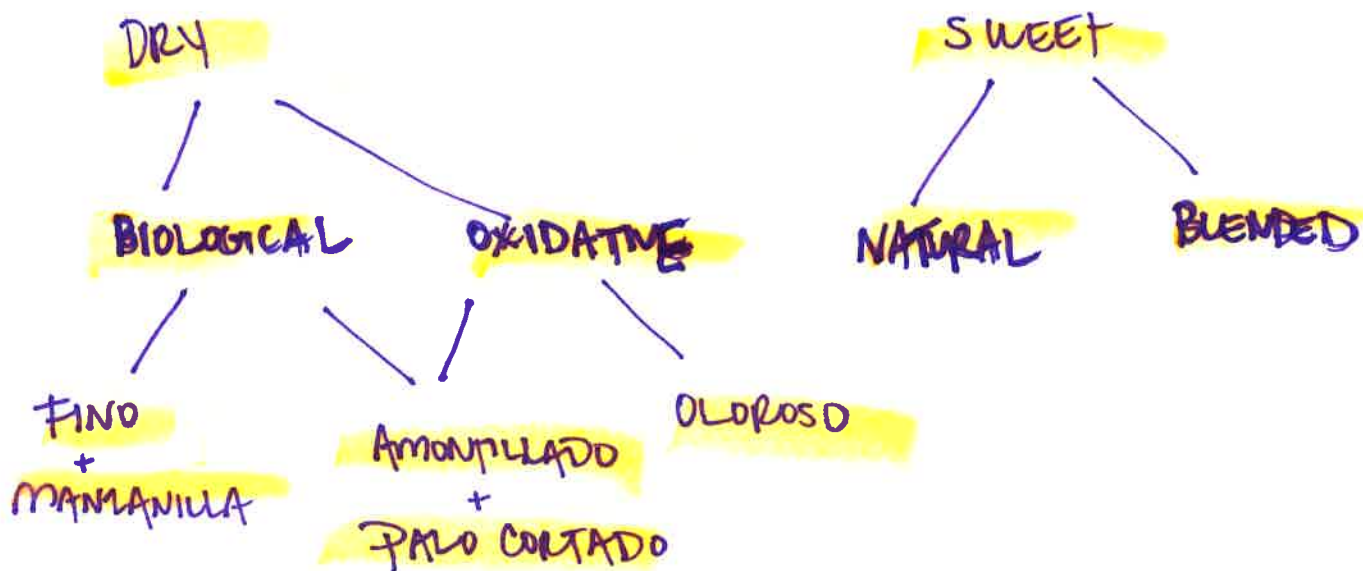 DRY
SWEET
BIOLOGICAL
OXIDATIVE
NATURAL
BLENDED
FINO
+
MANZANILLA
AMONTILLADO
+
PALO CORTADO
OLOROSO